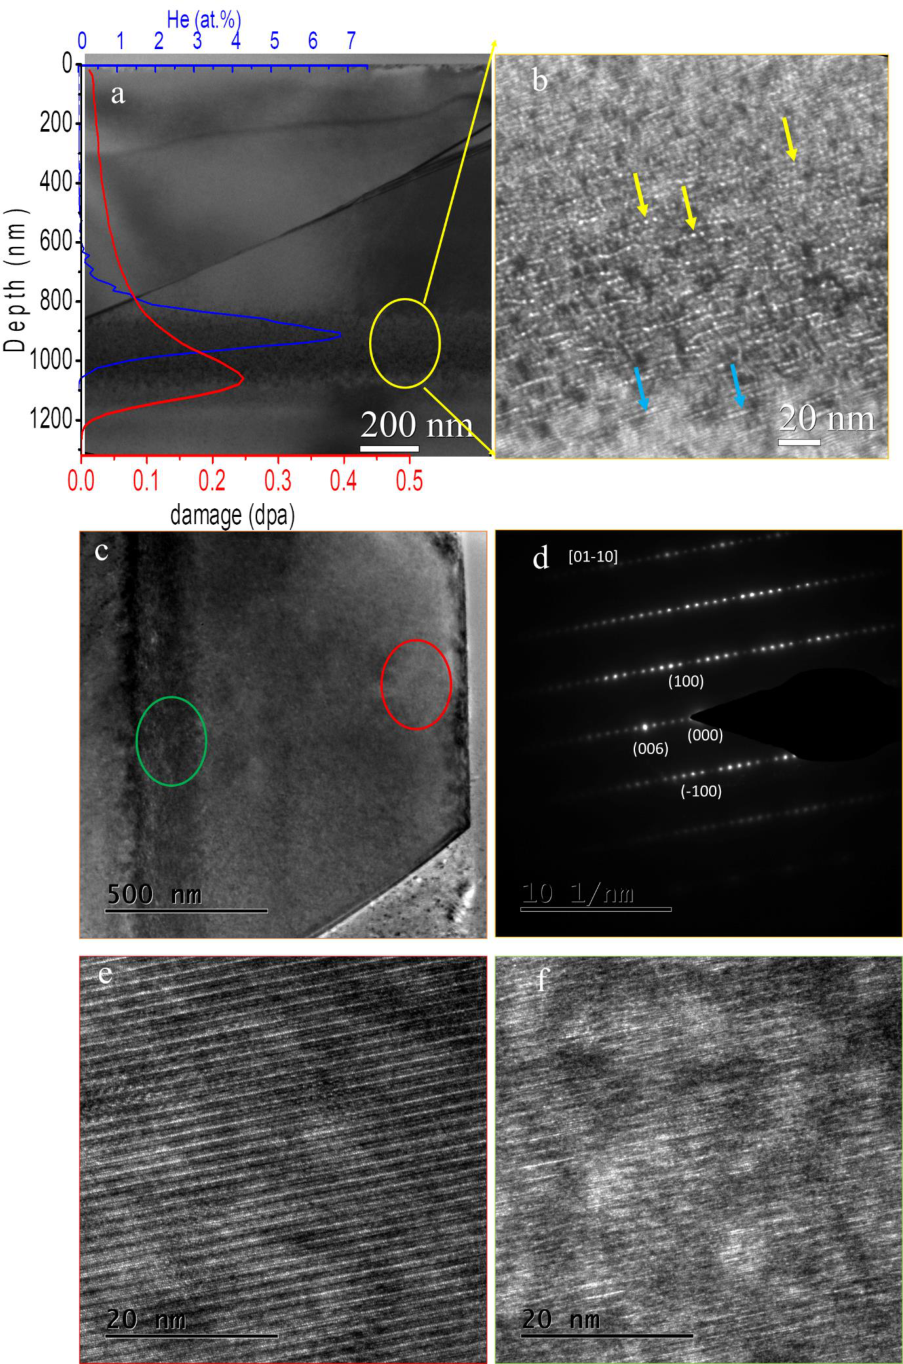 He (at.%)
0 1 2 3 4 5 6 7
a
0
200
400
600
800
1000
1200
Depth (nm)
200 nm
0.0 0.1 0.2 0.3 0.4 0.5
damage (dpa)
b
20 nm
c
500 nm
d
[01-10]
(100)
(000)
(006)
(-100)
10 1/nm
e
20 nm
f
20 nm